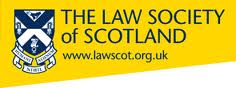 THE LAW SOCIETY
of SCOTLAND
www.lawscot.org.uk